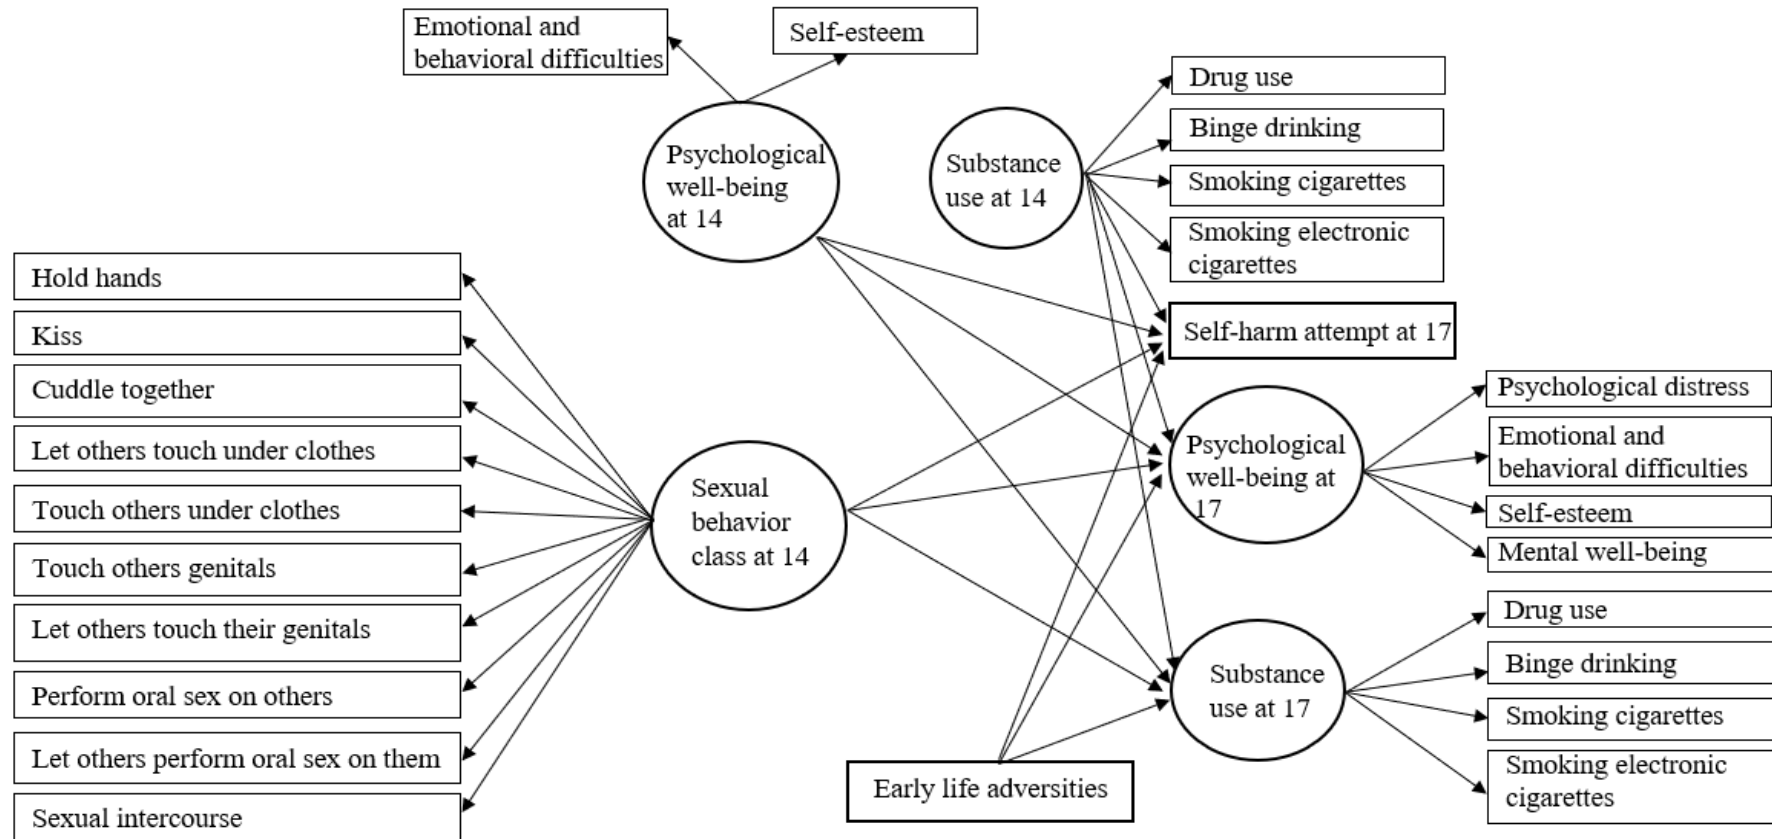 Emotional and
behavioral difficulties
Self-esteem
Psychological
well-being
at 14
Substance
use at 14
Drug use
Binge drinking
Smoking cigarettes
Smoking electronic
cigarettes
Hold hands
Kiss
Cuddle together
Let others touch under clothes
Touch others under clothes
Touch others genitals
Let others touch their genitals
Perform oral sex on others
Let others perform oral sex on them
Sexual intercourse
Sexual
behavior
class at 14
Self-harm attempt at 17
Psychological
well-being at
17
Psychological distress
Emotional and
behavioral difficulties
Self-esteem
Mental well-being
Substance
use at 17
Drug use
Binge drinking
Smoking cigarettes
Smoking electronic
cigarettes
Early life adversities